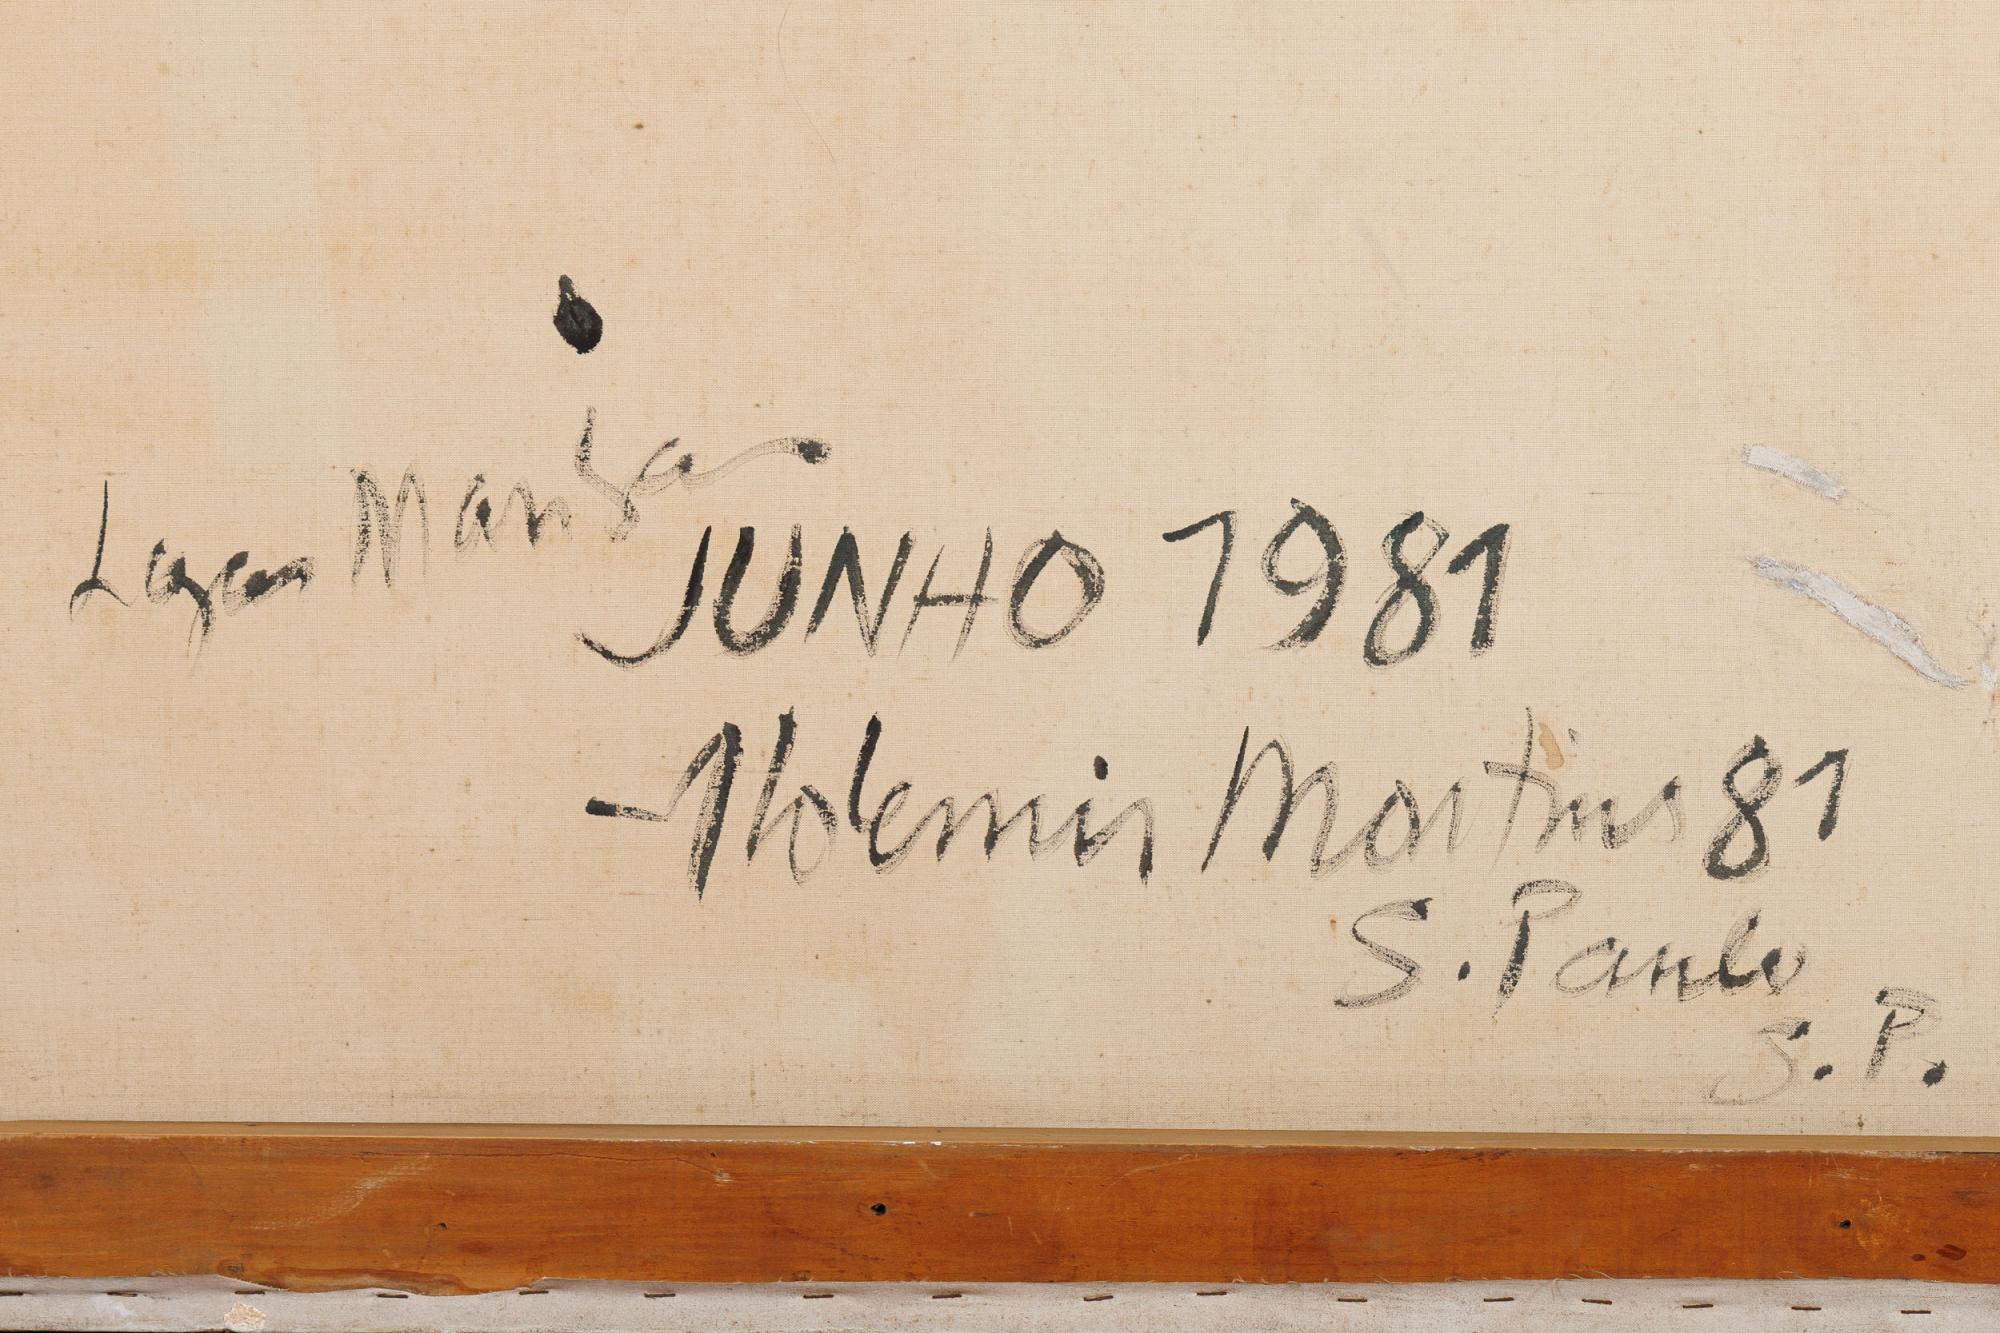 Lagoa Mansa
JUNHO 1981
Aldemir Martins 81
S. Paulo
S. P.